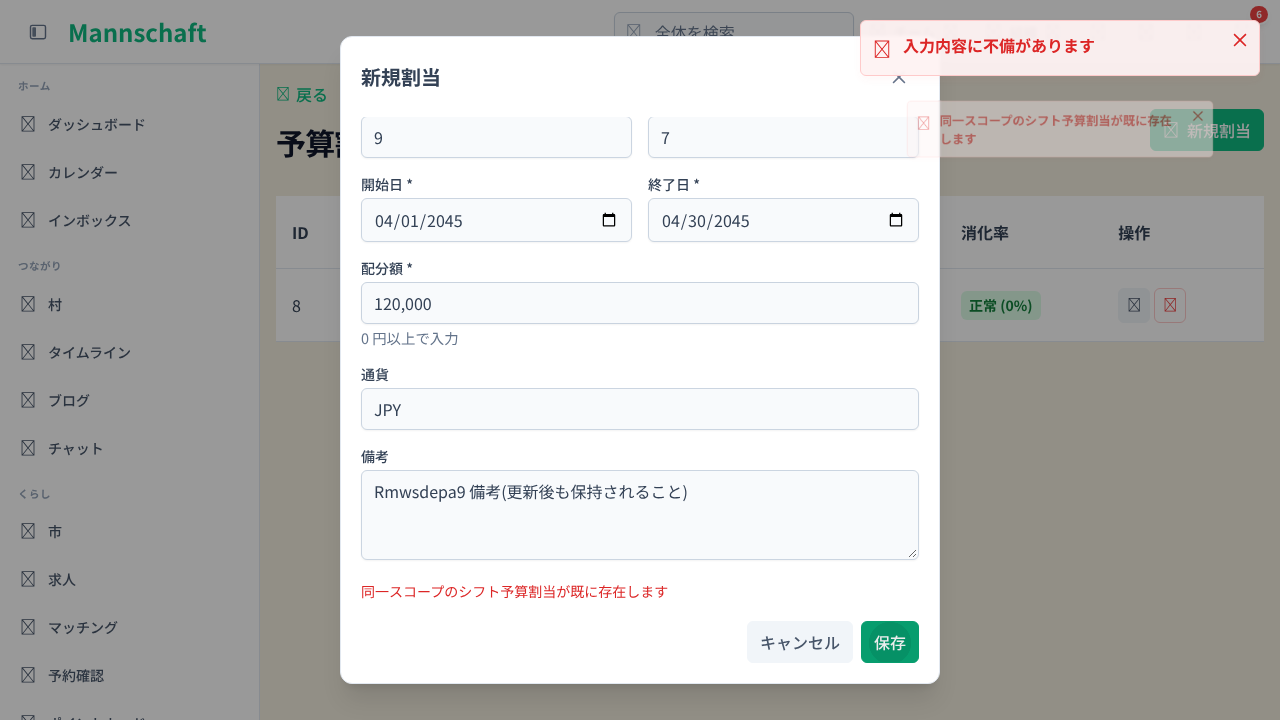 Mannschaft
全体を検索
6
入力内容に不備があります
同一スコープのシフト予算割当が既に存在
します
ホーム
ダッシュボード
カレンダー
インボックス
つながり
村
タイムライン
ブログ
チャット
くらし
市
求人
マッチング
予約確認
戻る
予算割
新規割当
ID
消化率
操作
8
正常 (0%)
新規割当
9
7
開始日 *
終了日 *
04/01/2045
04/30/2045
配分額 *
120,000
0 円以上で入力
通貨
JPY
備考
Rmwsdepa9 備考(更新後も保持されること)
同一スコープのシフト予算割当が既に存在します
キャンセル
保存